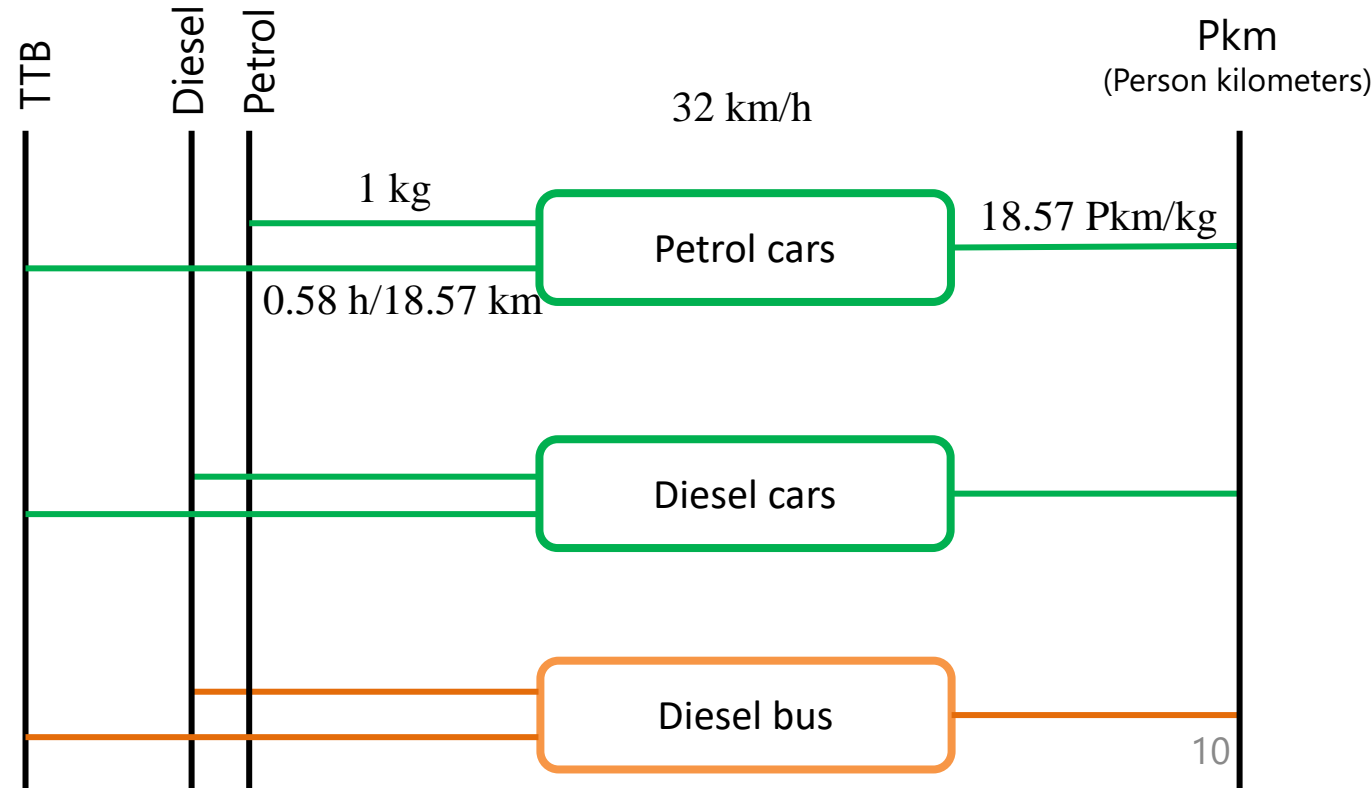 TTB
Diesel
Petrol
Pkm
(Person kilometers)
32 km/h
1 kg
18.57 Pkm/kg
Petrol cars
0.58 h/18.57 km
Diesel cars
Diesel bus
10